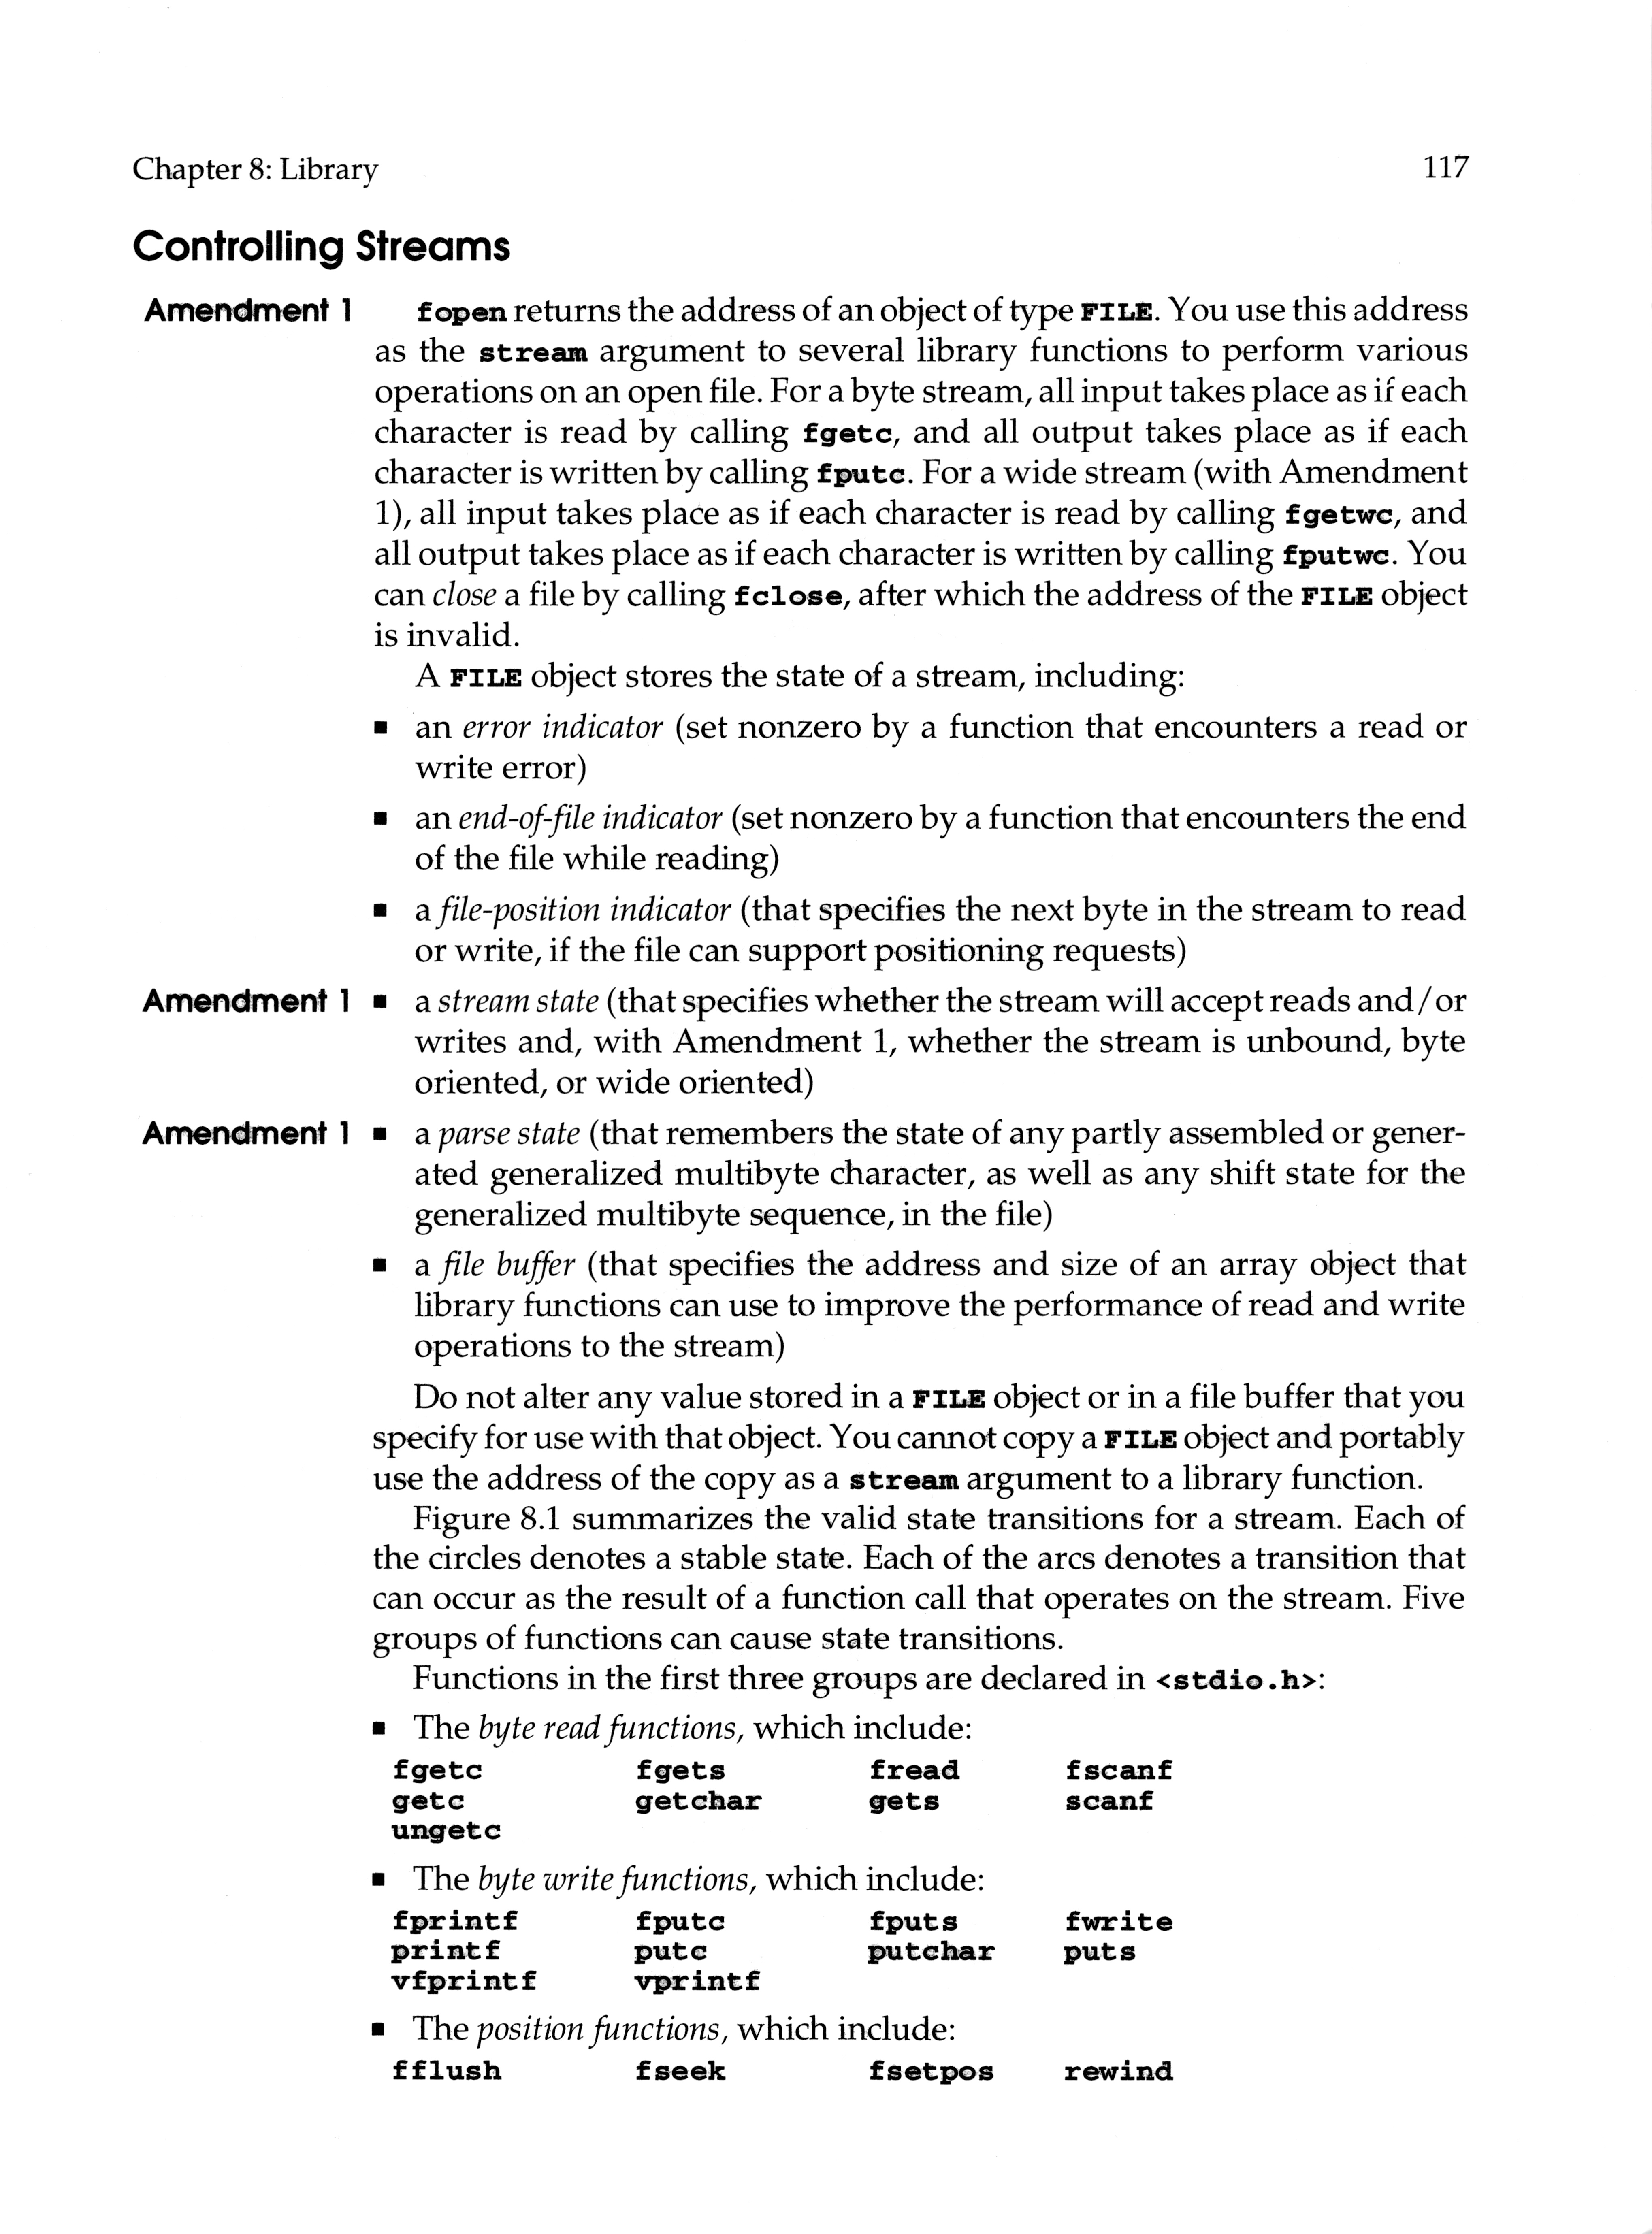 Chapter 8: Library 117
Controlling Streams
Amendment 1 fopen returns the address of an object of type FILE. You use this address
as the stream argument to several library functions to perform various
operations on an open file. For a byte stream, all input takes place as if each
character is read by calling fgetc, and all output takes place as if each
character is written by calling fputc. For a wide stream (with Amendment
1), all input takes place as if each character is read by calling fgetwc, and
all output takes place as if each character is written by calling fputwc. You
can close a file by calling fclose, after which the address of the FILE object
is invalid.
A FILE object stores the state of a stream, including:
▪ an error indicator (set nonzero by a function that encounters a read or
write error)
▪ an end-of-file indicator (set nonzero by a function that encounters the end
of the file while reading)
▪ a file-position indicator (that specifies the next byte in the stream to read
or write, if the file can support positioning requests)
Amendment 1 ▪ a stream state (that specifies whether the stream will accept reads and/or
writes and, with Amendment 1, whether the stream is unbound, byte
oriented, or wide oriented)
Amendment 1 ▪ a parse state (that remembers the state of any partly assembled or gener-
ated generalized multibyte character, as well as any shift state for the
generalized multibyte sequence, in the file)
▪ a file buffer (that specifies the address and size of an array object that
library functions can use to improve the performance of read and write
operations to the stream)
Do not alter any value stored in a FILE object or in a file buffer that you
specify for use with that object. You cannot copy a FILE object and portably
use the address of the copy as a stream argument to a library function.
Figure 8.1 summarizes the valid state transitions for a stream. Each of
the circles denotes a stable state. Each of the arcs denotes a transition that
can occur as the result of a function call that operates on the stream. Five
groups of functions can cause state transitions.
Functions in the first three groups are declared in <stdio.h>:
▪ The byte read functions, which include:
fgetc fgets fread fscanf
getc getchar gets scanf
ungetc
▪ The byte write functions, which include:
fprintf fputc fputs fwrite
printf putc putchar puts
vfprintf vprintf
▪ The position functions, which include:
fflush fseek fsetpos rewind